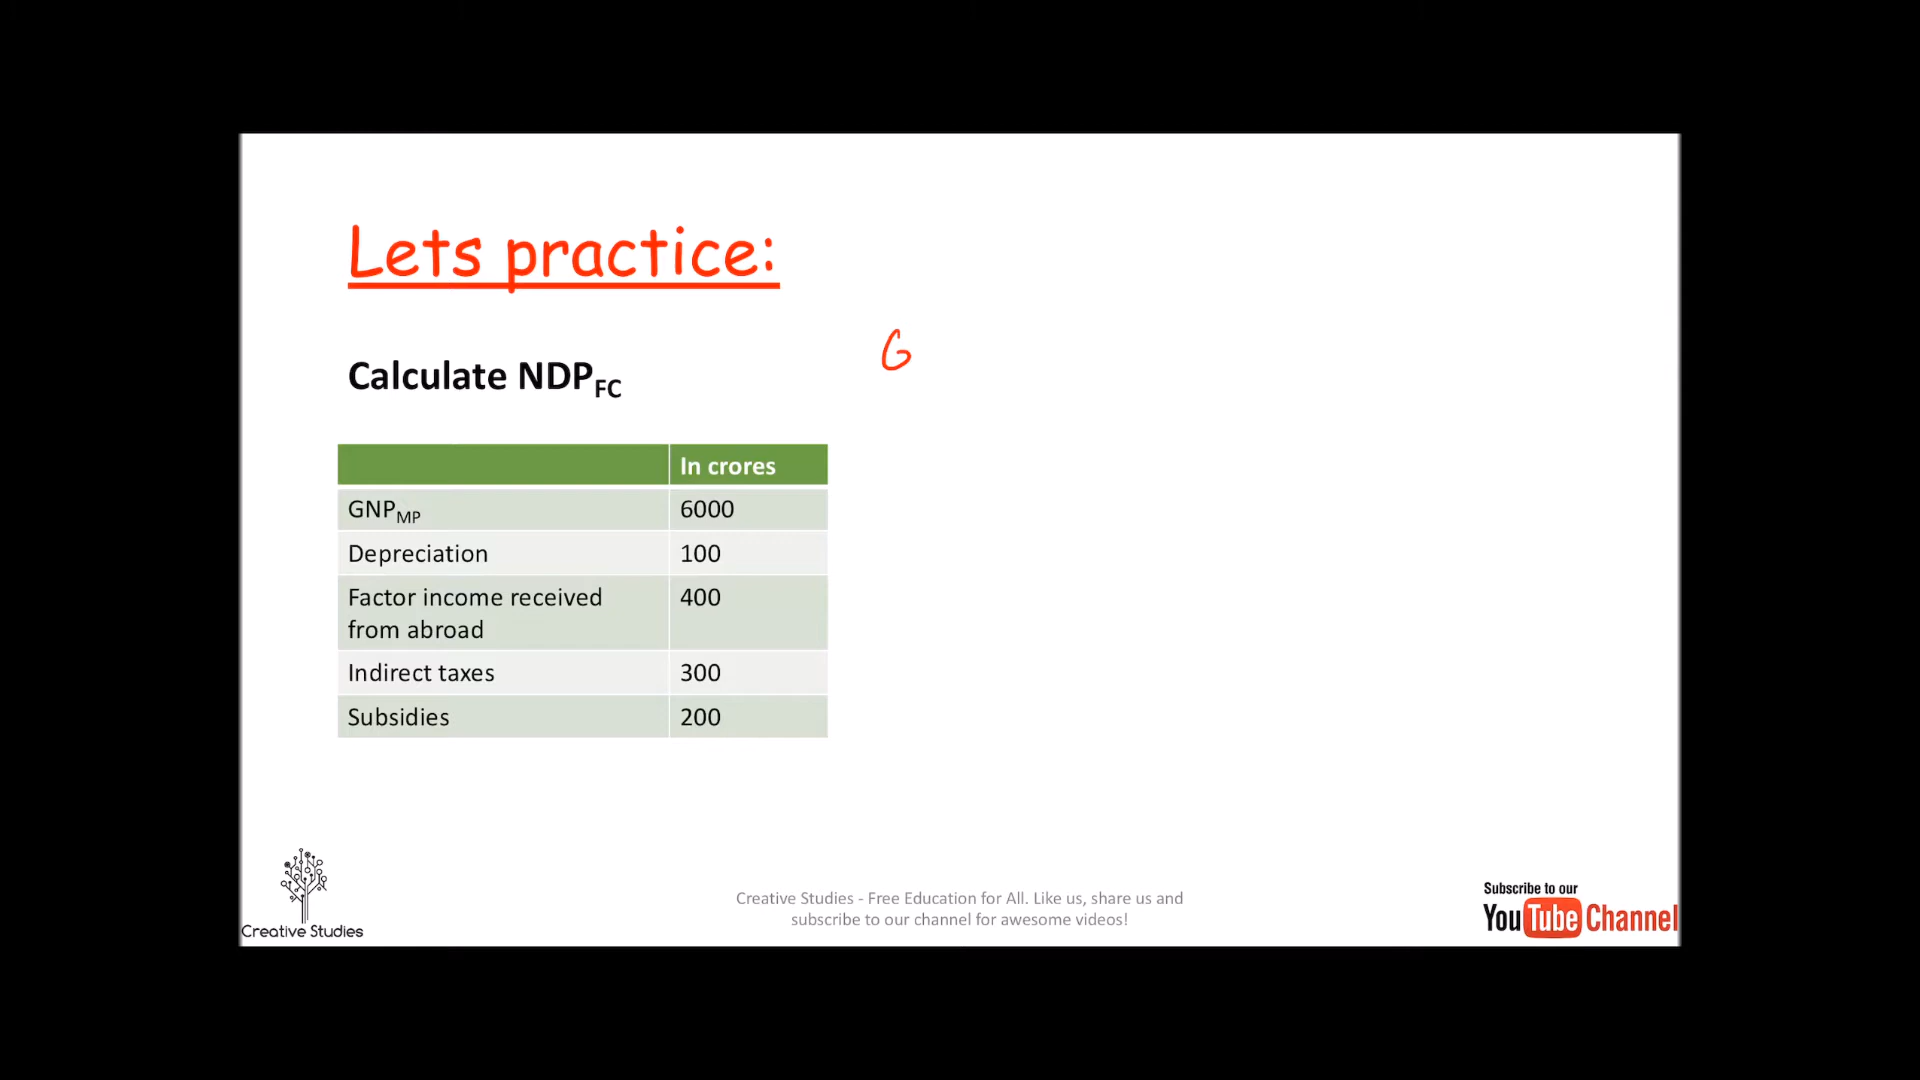 Lets practice:
G
Calculate NDPFC
In crores
GNPMP 6000
Depreciation 100
Factor income received from abroad 400
Indirect taxes 300
Subsidies 200
Creative Studies
Creative Studies - Free Education for All. Like us, share us and
subscribe to our channel for awesome videos!
Subscribe to our
YouTube Channel